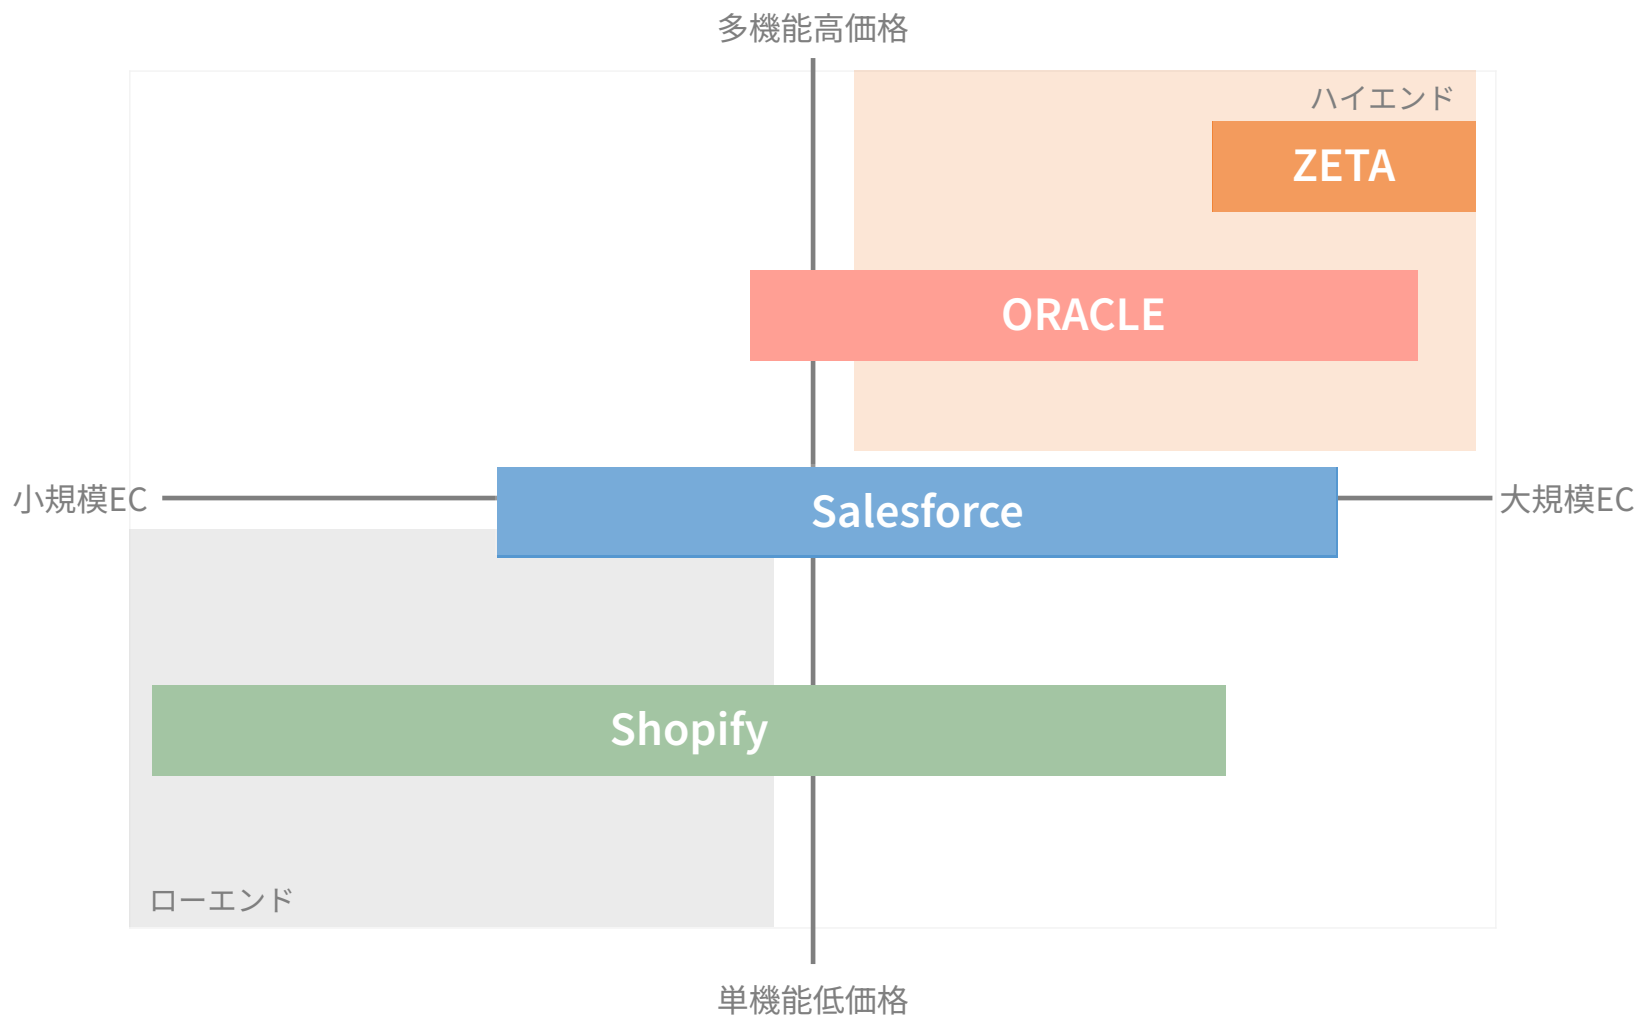 多機能高価格
ハイエンド
ZETA
ORACLE
小規模EC
Salesforce
大規模EC
Shopify
ローエンド
単機能低価格